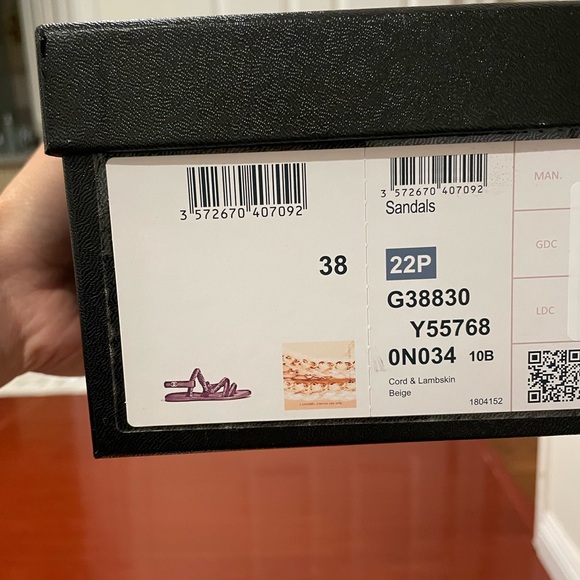 3 572670 407092
38
3 572670 407092
Sandals
22P
G38830
Y55768
0N034 10B
Cord & Lambskin
Beige
1804152
MAN.
GDC
LDC